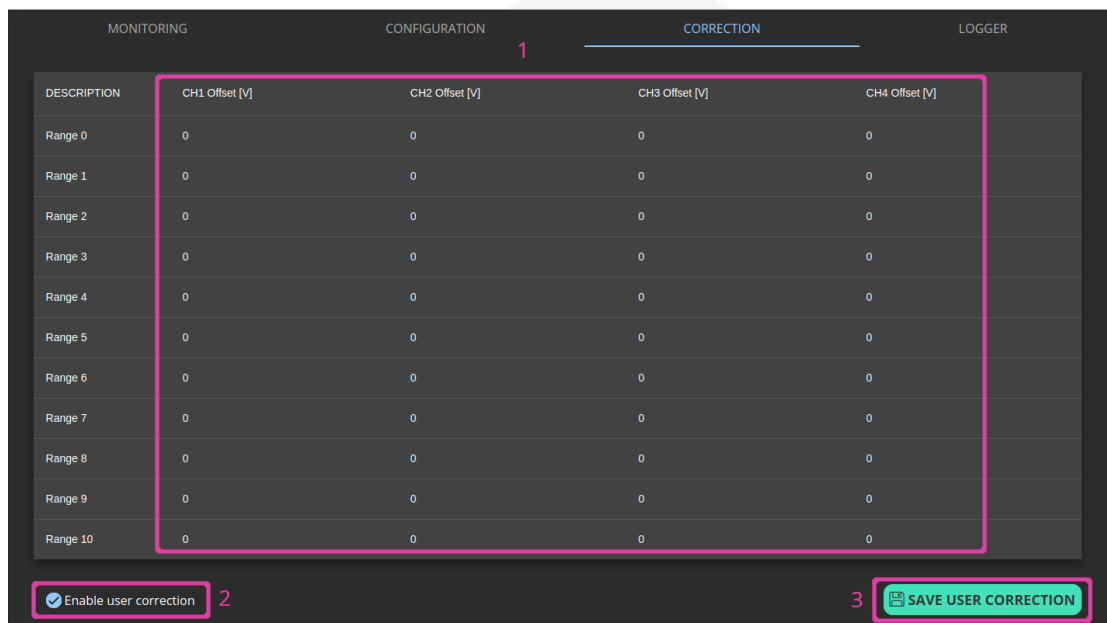 MONITORING CONFIGURATION CORRECTION LOGGER
1
DESCRIPTION CH1 Offset [V] CH2 Offset [V] CH3 Offset [V] CH4 Offset [V]
Range 0 0 0 0 0
Range 1 0 0 0 0
Range 2 0 0 0 0
Range 3 0 0 0 0
Range 4 0 0 0 0
Range 5 0 0 0 0
Range 6 0 0 0 0
Range 7 0 0 0 0
Range 8 0 0 0 0
Range 9 0 0 0 0
Range 10 0 0 0 0
Enable user correction 2 3 SAVE USER CORRECTION